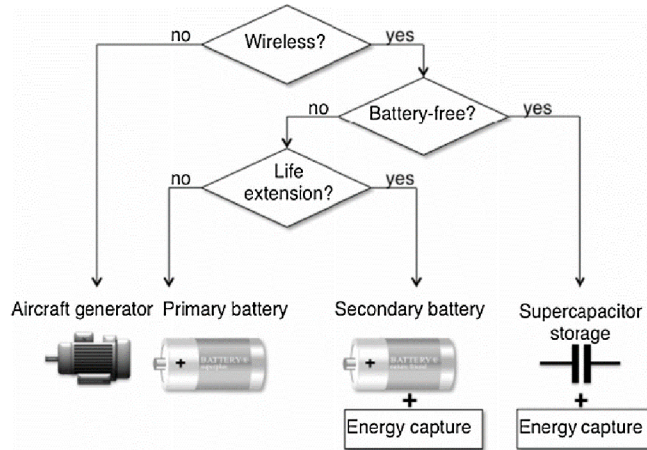 Wireless?
no
yes
Battery-free?
no
yes
Life
extension?
no
yes
Aircraft generator
Primary battery
Secondary battery
Supercapacitor
storage
+
BATTERY®
+
BATTERY®
+
Energy capture
+
Energy capture